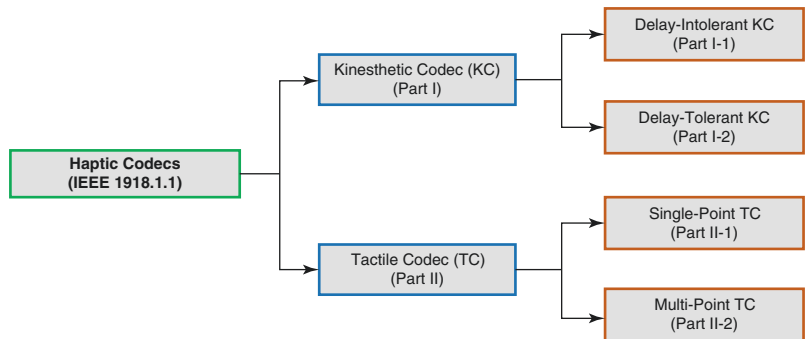 Haptic Codecs
(IEEE 1918.1.1)
Kinesthetic Codec (KC)
(Part I)
Delay-Intolerant KC
(Part I-1)
Delay-Tolerant KC
(Part I-2)
Tactile Codec (TC)
(Part II)
Single-Point TC
(Part II-1)
Multi-Point TC
(Part II-2)